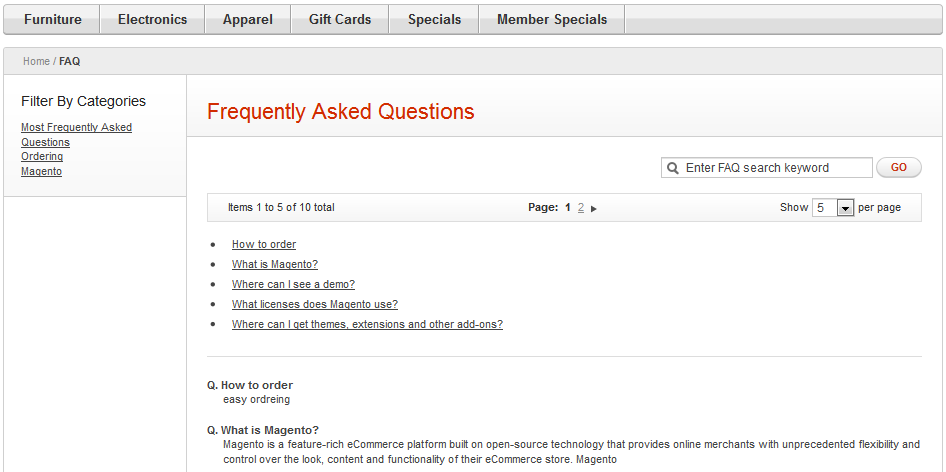 Furniture Electronics Apparel Gift Cards Specials Member Specials
Home / FAQ
Filter By Categories
Most Frequently Asked
Questions
Ordering
Magento
Frequently Asked Questions
Enter FAQ search keyword GO
Items 1 to 5 of 10 total Page: 1 2 Show 5 per page
How to order
What is Magento?
Where can I see a demo?
What licenses does Magento use?
Where can I get themes, extensions and other add-ons?
Q. How to order
easy ordreing
Q. What is Magento?
Magento is a feature-rich eCommerce platform built on open-source technology that provides online merchants with unprecedented flexibility and
control over the look, content and functionality of their eCommerce store. Magento